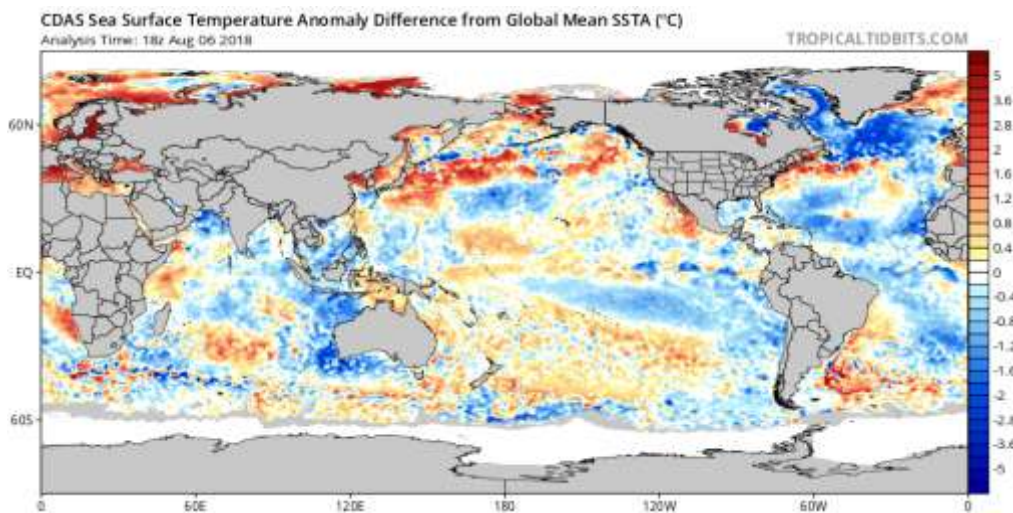 CDAS Sea Surface Temperature Anomaly Difference from Global Mean SSTA (°C)
Analysis Time: 18z Aug 06 2018
TROPICALTIDBITS.COM
60N
EQ
60S
0
60E
120E
180
120W
60W
0
5
3.6
2.8
2
1.6
1.2
0.8
0.4
0
-0.4
-0.8
-1.2
-1.6
-2
-2.8
-3.6
-5